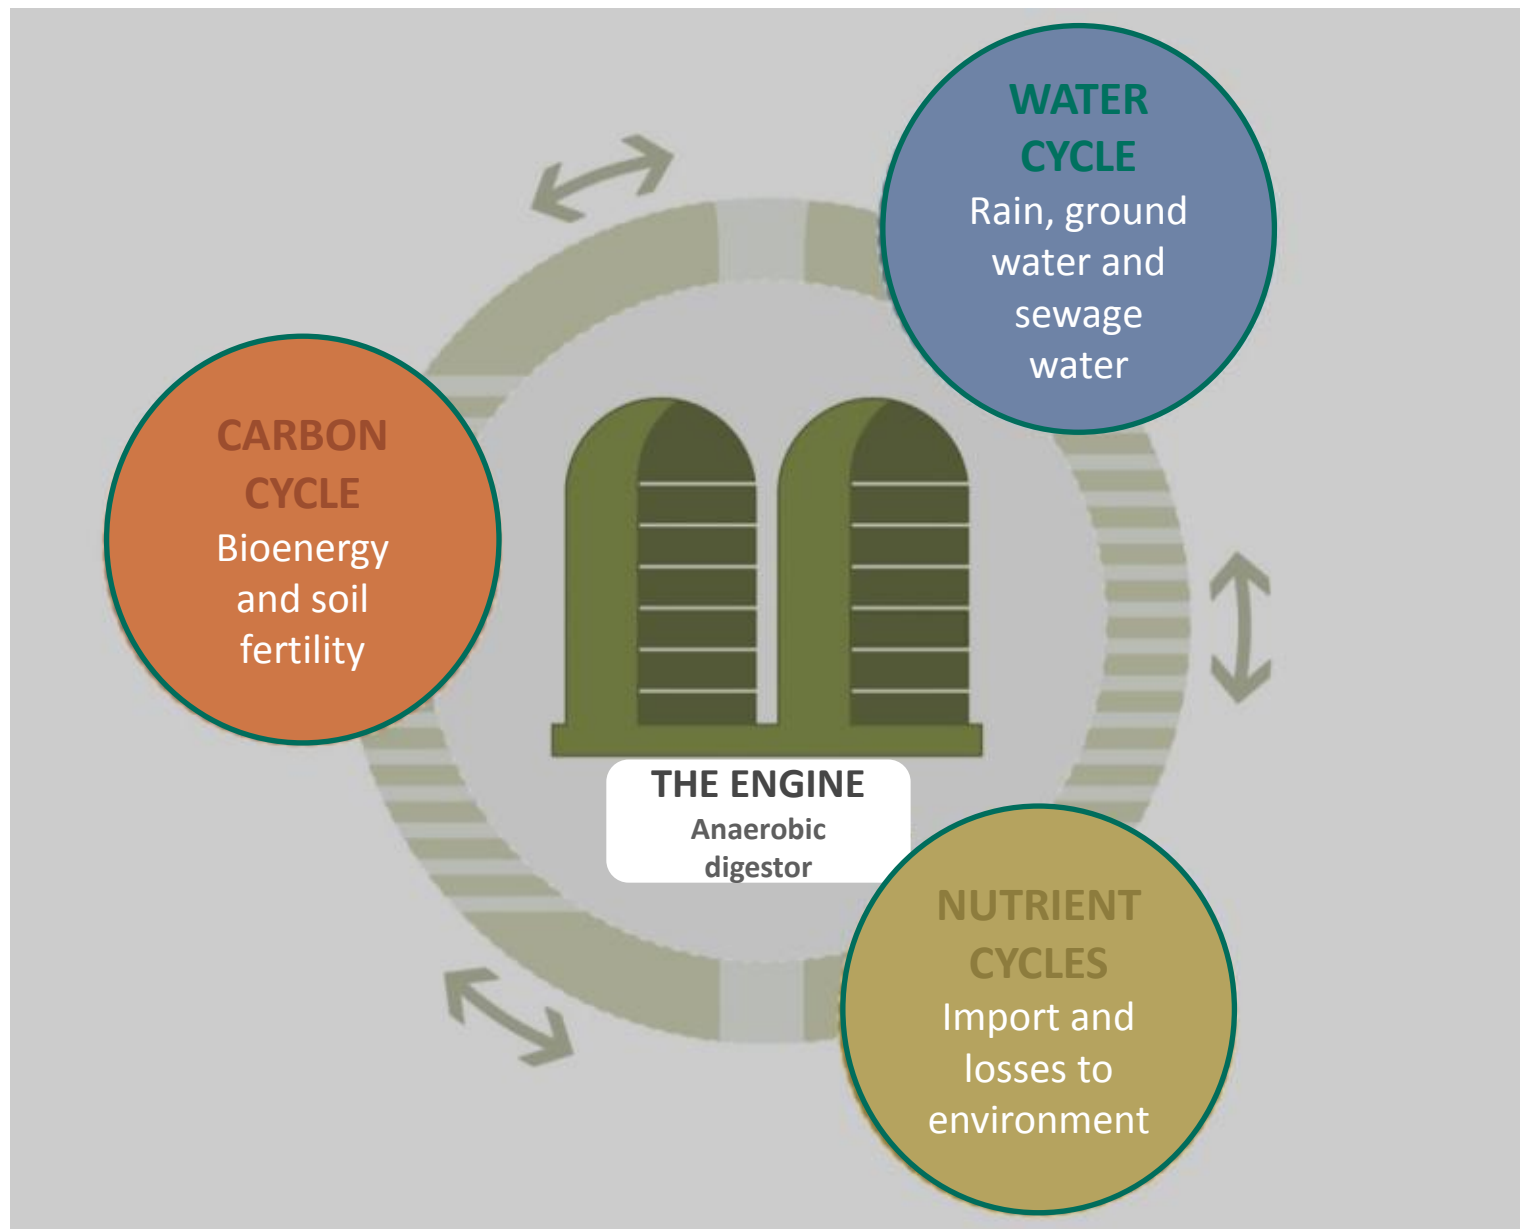 WATER
CYCLE
Rain, ground
water and
sewage
water
CARBON
CYCLE
Bioenergy
and soil
fertility
THE ENGINE
Anaerobic
digestor
NUTRIENT
CYCLES
Import and
losses to
environment